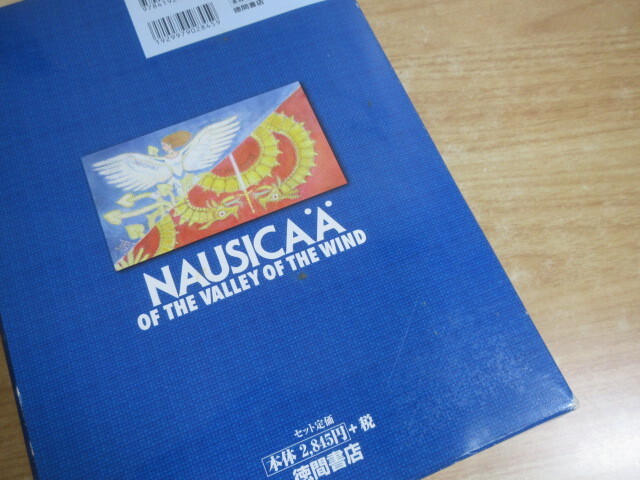 徳間書店
192997902845
NAUSICAÄ
OF THE VALLEY OF THE WIND
セット定価
本体 2,845円+税
徳間書店